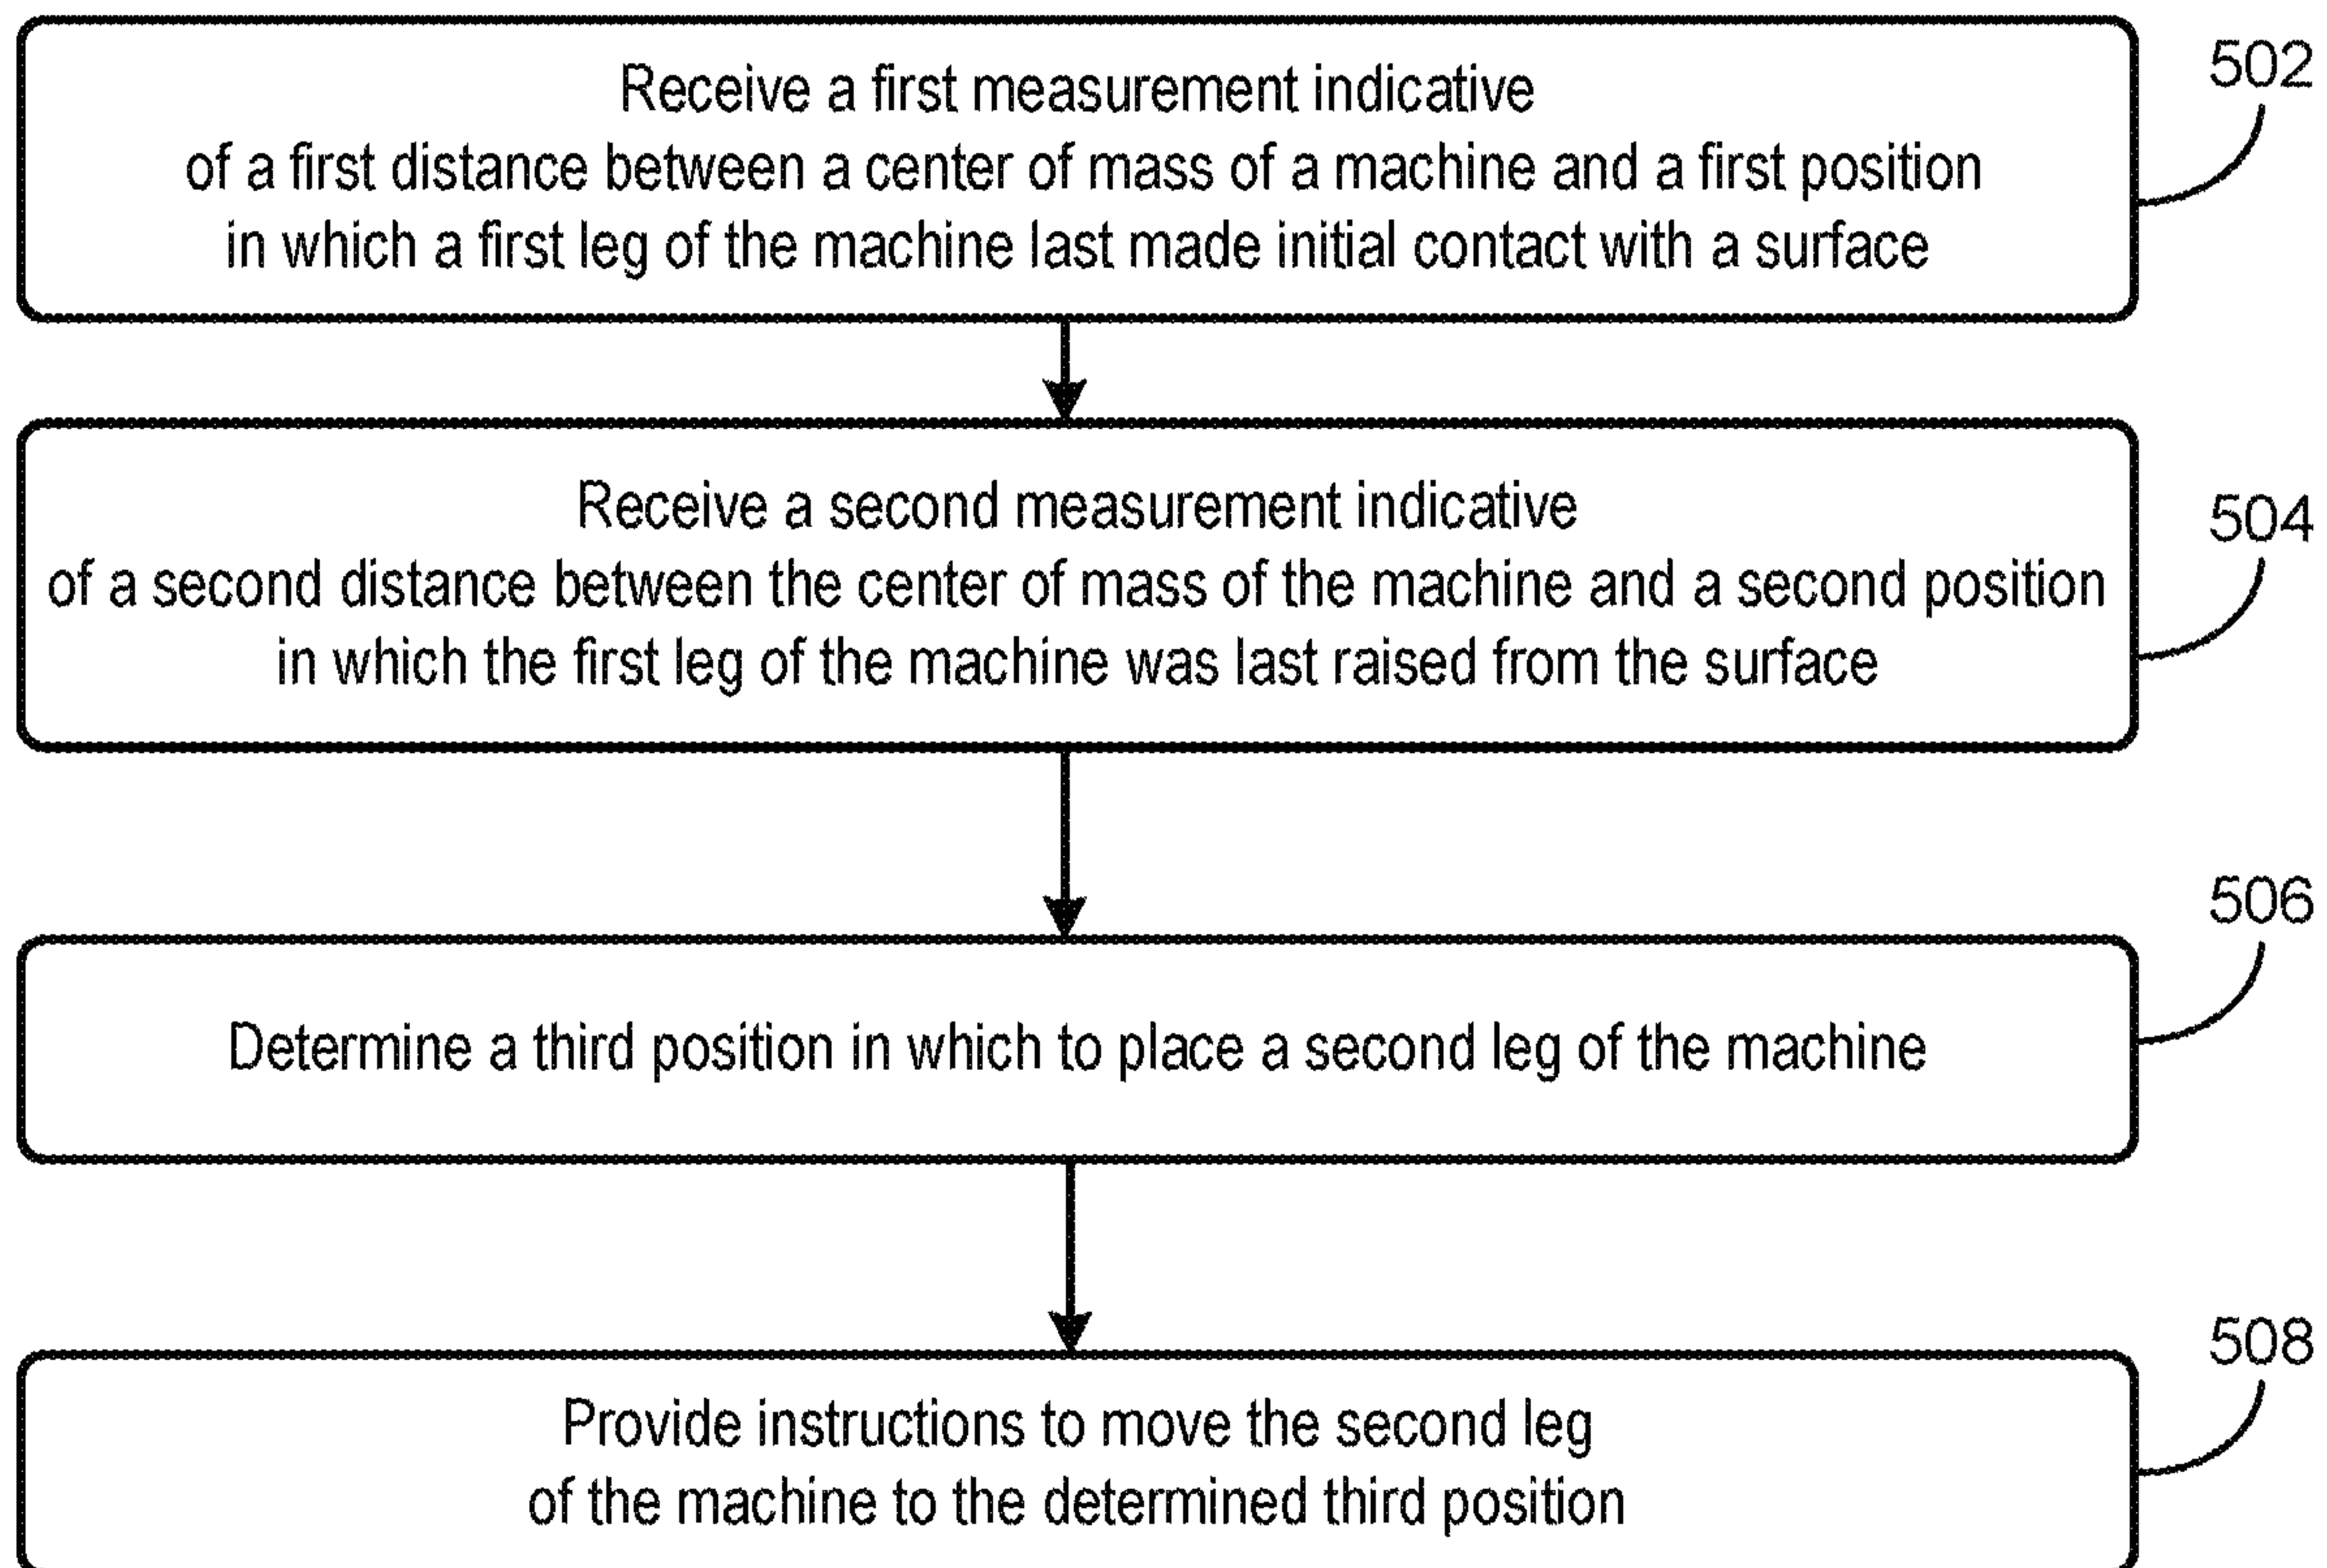 Receive a first measurement indicative
of a first distance between a center of mass of a machine and a first position
in which a first leg of the machine last made initial contact with a surface
502
Receive a second measurement indicative
of a second distance between the center of mass of the machine and a second position
in which the first leg of the machine was last raised from the surface
504
Determine a third position in which to place a second leg of the machine
506
Provide instructions to move the second leg
of the machine to the determined third position
508